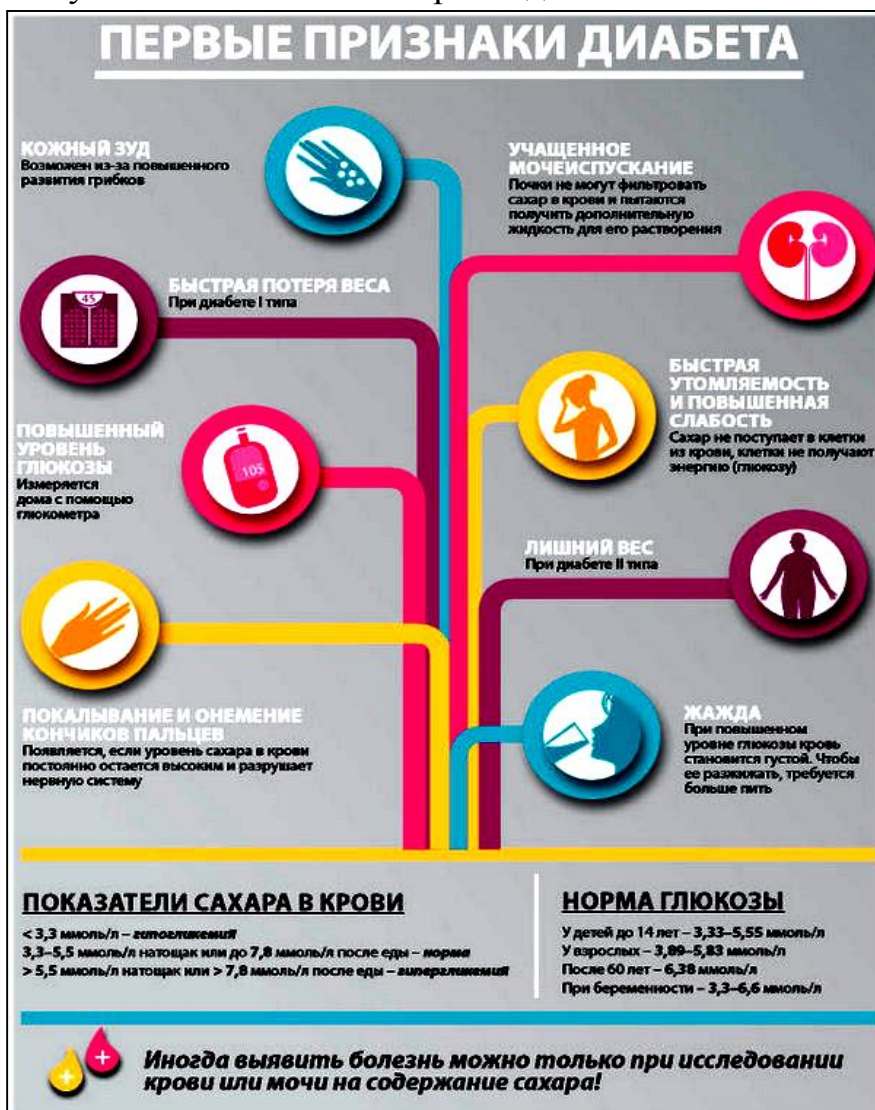 ПЕРВЫЕ ПРИЗНАКИ ДИАБЕТА
КОЖНЫЙ ЗУД
Возможен из-за повышенного
развития грибков
УЧАЩЕННОЕ
МОЧЕИСПУСКАНИЕ
Почки не могут фильтровать
сахар в крови и пытаются
получить дополнительную
жидкость для его растворения
БЫСТРАЯ ПОТЕРЯ ВЕСА
При диабете I типа
45
БЫСТРАЯ
УТОМЛЯЕМОСТЬ
И ПОВЫШЕННАЯ
СЛАБОСТЬ
Сахар не поступает в клетки
из крови, клетки не получают
энергию (глюкозу)
ПОВЫШЕННЫЙ
УРОВЕНЬ
ГЛЮКОЗЫ
Измеряется
дома с помощью
глюкометра
105
ЛИШНИЙ ВЕС
При диабете II типа
ПОКАЛЫВАНИЕ И ОНЕМЕНИЕ
КОНЧИКОВ ПАЛЬЦЕВ
Появляется, если уровень сахара в крови
постоянно остается высоким и разрушает
нервную систему
ЖАЖДА
При повышенном
уровне глюкозы кровь
становится густой. Чтобы
ее разжижать, требуется
больше пить
ПОКАЗАТЕЛИ САХАРА В КРОВИ
< 3,3 ммоль/л – гипогликемия
3,3–5,5 ммоль/л натощак или до 7,8 ммоль/л после еды – норма
> 5,5 ммоль/л натощак или > 7,8 ммоль/л после еды – гипергликемия
НОРМА ГЛЮКОЗЫ
У детей до 14 лет – 3,33–5,55 ммоль/л
У взрослых – 3,89–5,83 ммоль/л
После 60 лет – 6,38 ммоль/л
При беременности – 3,3–6,6 ммоль/л
Иногда выявить болезнь можно только при исследовании
крови или мочи на содержание сахара!